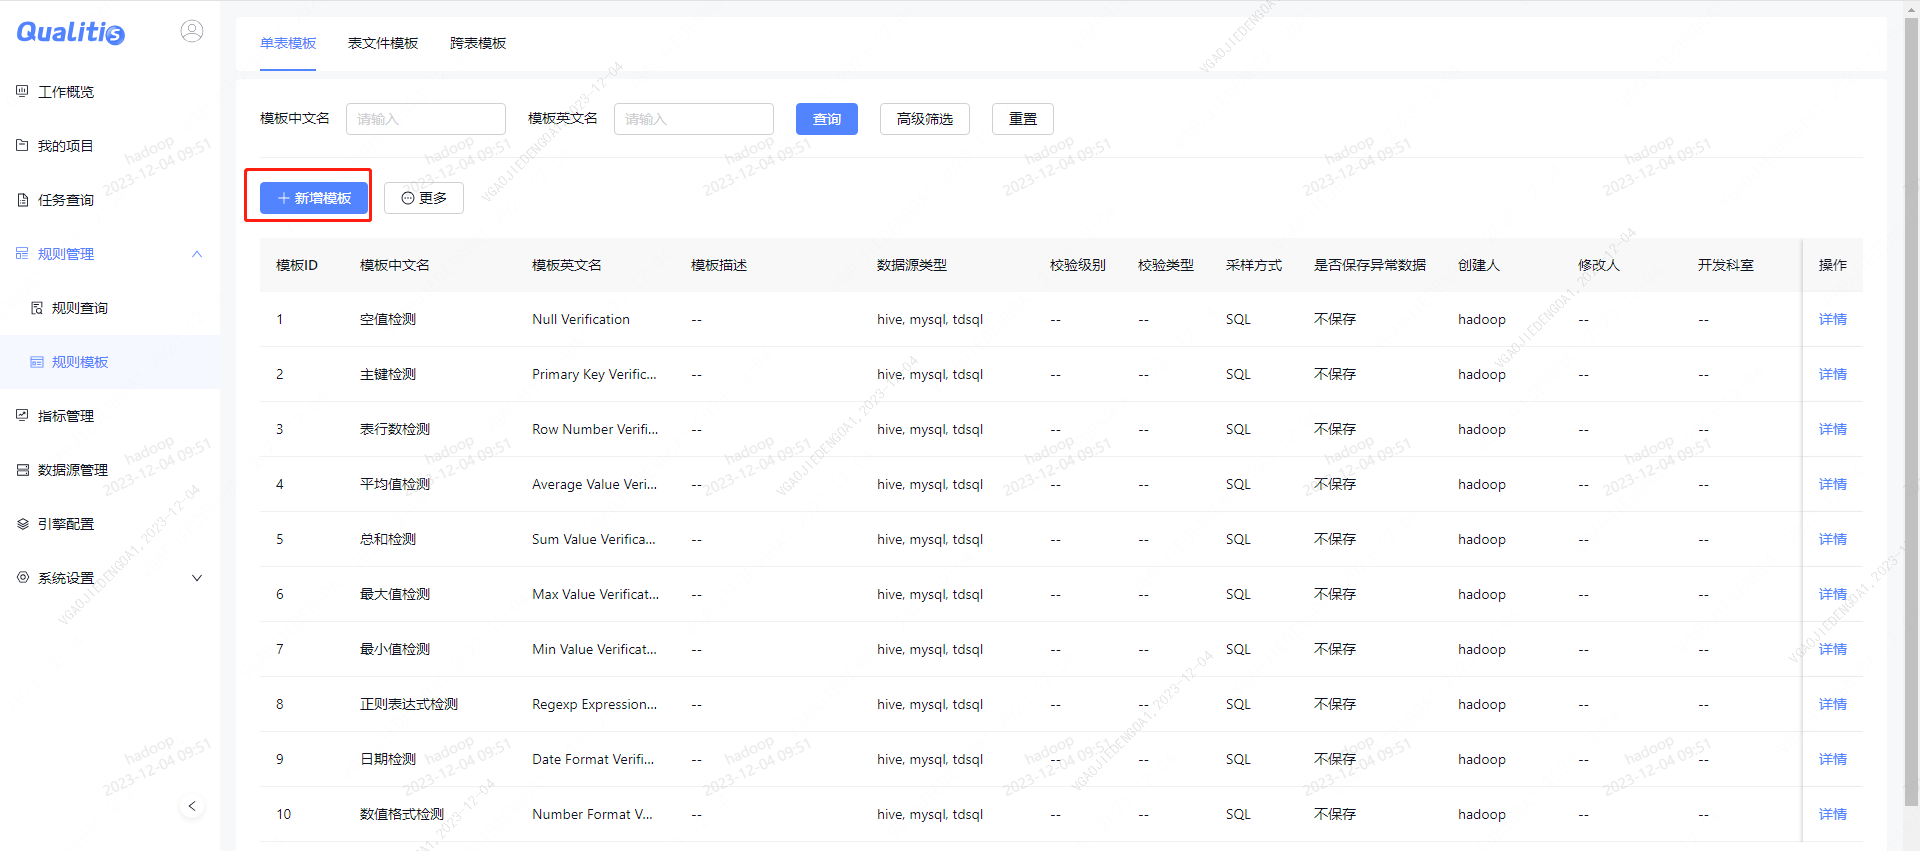 Qualitis
工作概览
我的项目
任务查询
规则管理
规则查询
规则模板
指标管理
数据源管理
引擎配置
系统设置
单表模板 表文件模板 跨表模板
模板中文名 请输入 模板英文名 请输入 查询 高级筛选 重置
新增模板 更多
模板ID 模板中文名 模板英文名 模板描述 数据源类型 校验级别 校验类型 采样方式 是否保存异常数据 创建人 修改人 开发科室 操作
1 空值检测 Null Verification -- hive, mysql, tdsql -- -- SQL 不保存 hadoop -- -- 详情
2 主键检测 Primary Key Verific... -- hive, mysql, tdsql -- -- SQL 不保存 hadoop -- -- 详情
3 表行数检测 Row Number Verifi... -- hive, mysql, tdsql -- -- SQL 不保存 hadoop -- -- 详情
4 平均值检测 Average Value Veri... -- hive, mysql, tdsql -- -- SQL 不保存 hadoop -- -- 详情
5 总和检测 Sum Value Verifica... -- hive, mysql, tdsql -- -- SQL 不保存 hadoop -- -- 详情
6 最大值检测 Max Value Verificat... -- hive, mysql, tdsql -- -- SQL 不保存 hadoop -- -- 详情
7 最小值检测 Min Value Verificat... -- hive, mysql, tdsql -- -- SQL 不保存 hadoop -- -- 详情
8 正则表达式检测 Regexp Expression... -- hive, mysql, tdsql -- -- SQL 不保存 hadoop -- -- 详情
9 日期检测 Date Format Verifi... -- hive, mysql, tdsql -- -- SQL 不保存 hadoop -- -- 详情
10 数值格式检测 Number Format V... -- hive, mysql, tdsql -- -- SQL 不保存 hadoop -- -- 详情
hadoop
2023-12-04 09:51